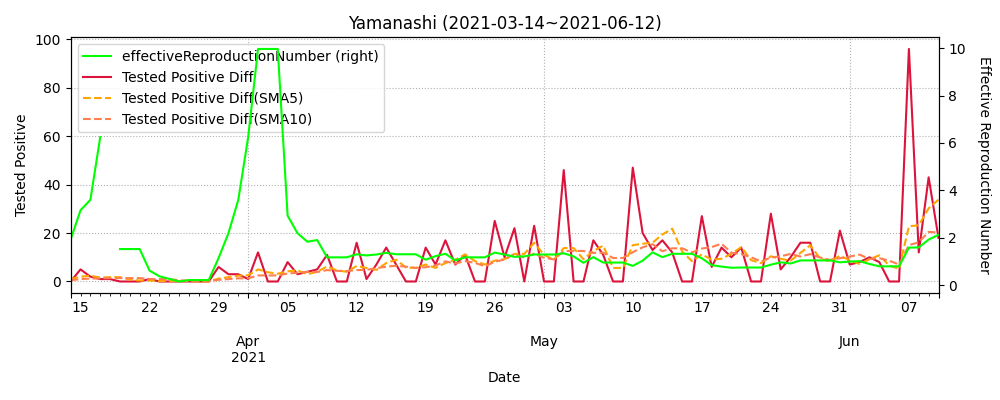 Yamanashi (2021-03-14~2021-06-12)
effectiveReproductionNumber (right)
Tested Positive Diff
Tested Positive Diff(SMA5)
Tested Positive Diff(SMA10)
Tested Positive
100
80
60
40
20
0
Effective Reproduction Number
10
8
6
4
2
0
15 22 29 05 12 19 26 03 10 17 24 31 07
Apr May Jun
2021
Date